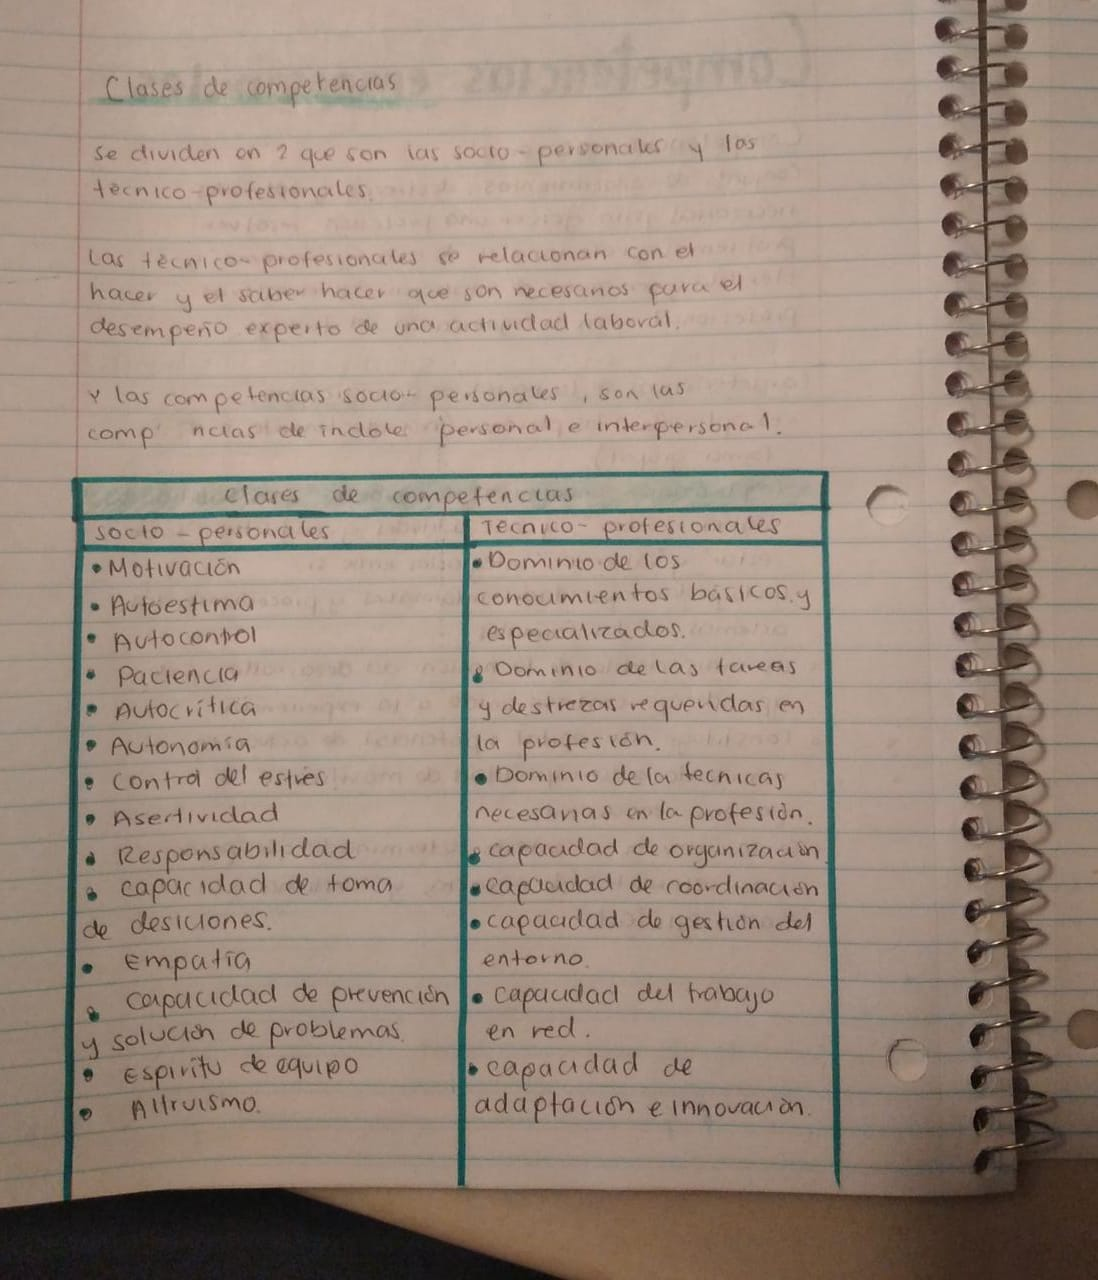 Clases de competencias
Se dividen en 2 que son las socio-personales y las
técnico-profesionales.
Las técnico-profesionales se relacionan con el
hacer y el saber hacer que son necesarios para el
desempeño experto de una actividad laboral.
Y las competencias socio-personales, son las
comp ncias de índole personal e interpersonal.
Clases de competencias
Socio-personales
• Motivación
• Autoestima
• Autocontrol
• Paciencia
• Autocrítica
• Autonomía
• Control del estrés
• Asertividad
• Responsabilidad
• Capacidad de toma
de desiciones.
• Empatía
• Capacidad de prevención
y solución de problemas.
• Espiritu de equipo
• Altruismo.
Técnico-profesionales
• Dominio de los
conocimientos básicos y
especializados.
• Dominio de las tareas
y destrezas requeridas en
la profesión.
• Dominio de la tecnicas
necesarias en la profesión.
• Capacidad de organización
• Capacidad de coordinación
• Capacidad de gestión del
entorno.
• Capacidad del trabajo
en red.
• Capacidad de
adaptación e innovación.